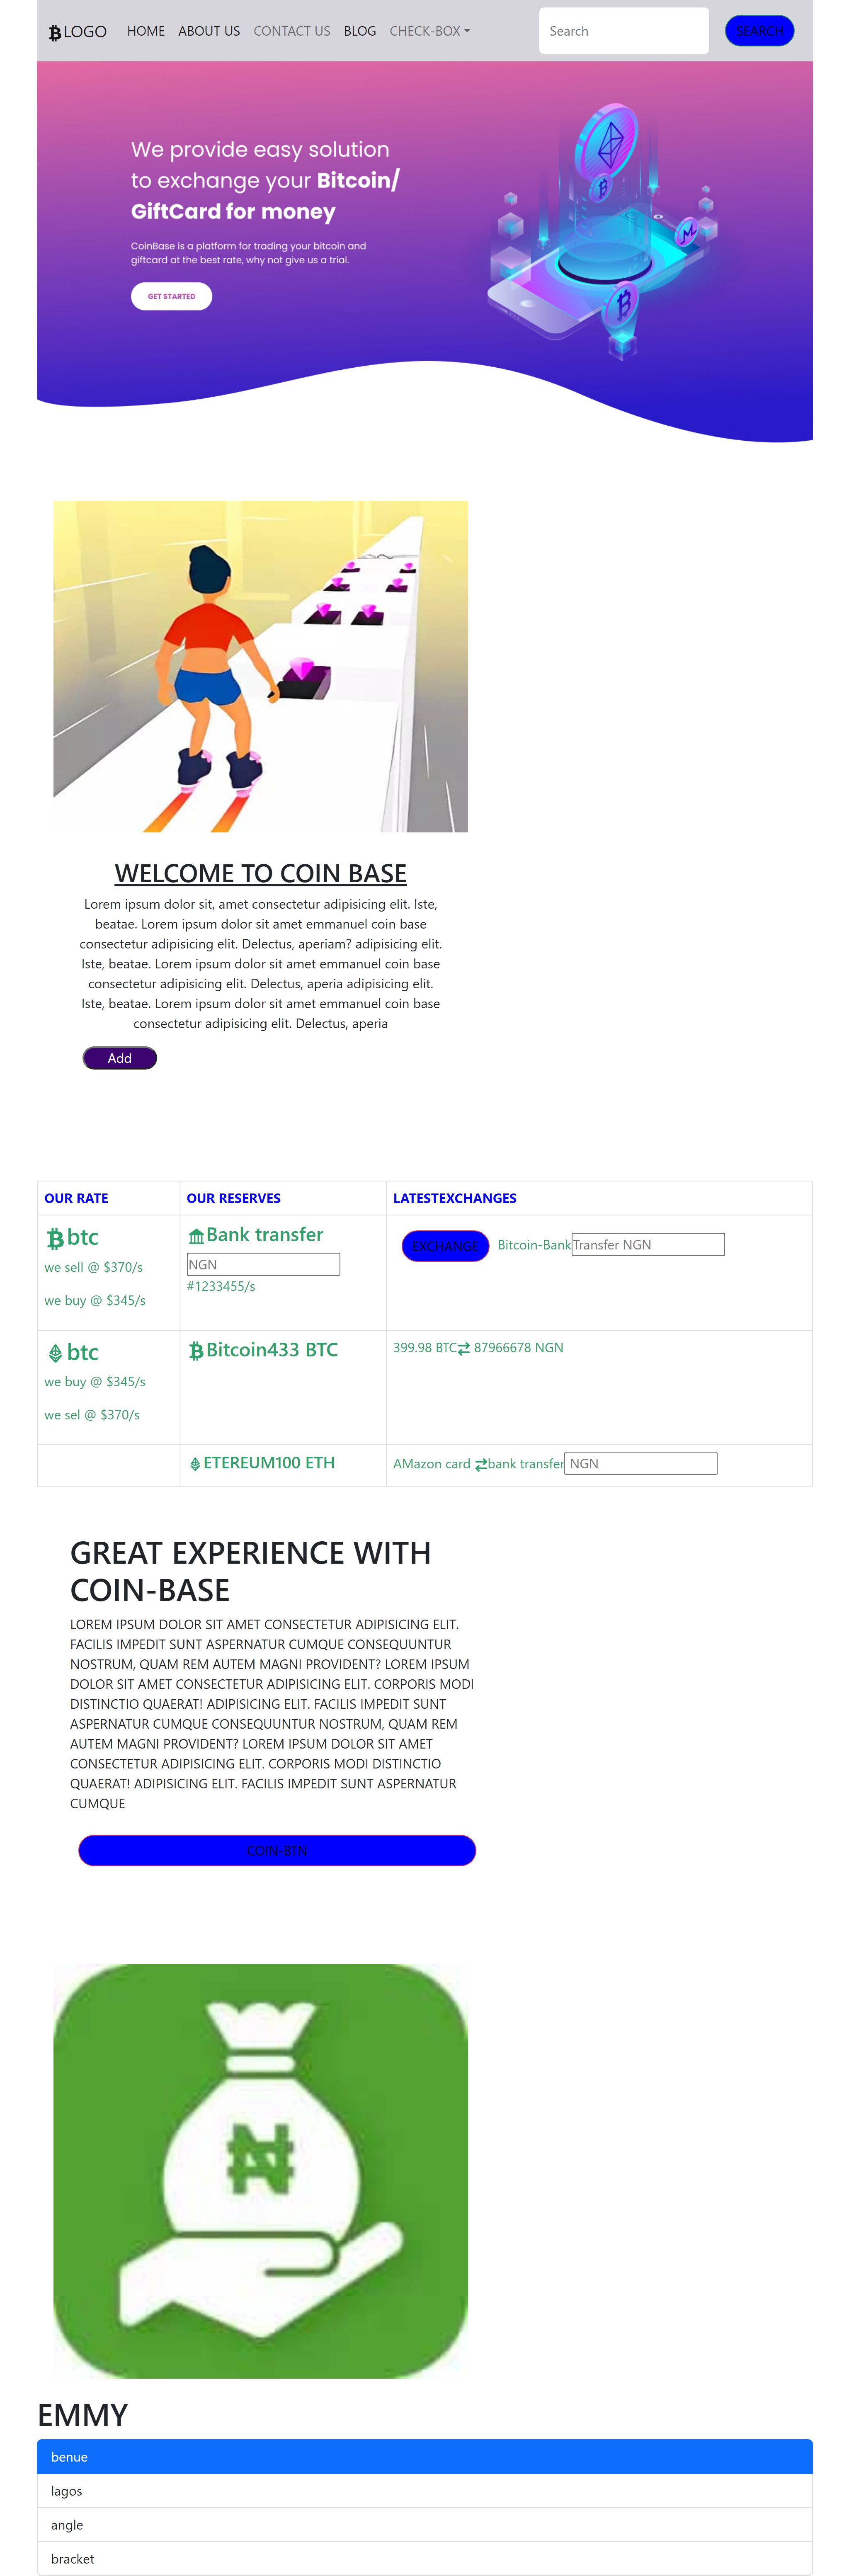 LOGO HOME ABOUT US CONTACT US BLOG CHECK-BOX Search SEARCH
We provide easy solution
to exchange your Bitcoin/
GiftCard for money
CoinBase is a platform for trading your bitcoin and
giftcard at the best rate, why not give us a trial.
GET STARTED
WELCOME TO COIN BASE
Lorem ipsum dolor sit, amet consectetur adipisicing elit. Iste,
beatae. Lorem ipsum dolor sit amet emmanuel coin base
consectetur adipisicing elit. Delectus, aperiam? adipisicing elit.
Iste, beatae. Lorem ipsum dolor sit amet emmanuel coin base
consectetur adipisicing elit. Delectus, aperia adipisicing elit.
Iste, beatae. Lorem ipsum dolor sit amet emmanuel coin base
consectetur adipisicing elit. Delectus, aperia
Add
OUR RATE OUR RESERVES LATESTEXCHANGES
btc
we sell @ $370/s
we buy @ $345/s
Bank transfer
NGN
#1233455/s
EXCHANGE Bitcoin-Bank Transfer NGN
btc
we buy @ $345/s
we sel @ $370/s
Bitcoin433 BTC
399.98 BTC 87966678 NGN
ETEREUM100 ETH
AMazon card bank transfer NGN
GREAT EXPERIENCE WITH
COIN-BASE
LOREM IPSUM DOLOR SIT AMET CONSECTETUR ADIPISICING ELIT.
FACILIS IMPEDIT SUNT ASPERNATUR CUMQUE CONSEQUUNTUR
NOSTRUM, QUAM REM AUTEM MAGNI PROVIDENT? LOREM IPSUM
DOLOR SIT AMET CONSECTETUR ADIPISICING ELIT. CORPORIS MODI
DISTINCTIO QUAERAT! ADIPISICING ELIT. FACILIS IMPEDIT SUNT
ASPERNATUR CUMQUE CONSEQUUNTUR NOSTRUM, QUAM REM
AUTEM MAGNI PROVIDENT? LOREM IPSUM DOLOR SIT AMET
CONSECTETUR ADIPISICING ELIT. CORPORIS MODI DISTINCTIO
QUAERAT! ADIPISICING ELIT. FACILIS IMPEDIT SUNT ASPERNATUR
CUMQUE
COIN-BTN
EMMY
benue
lagos
angle
bracket